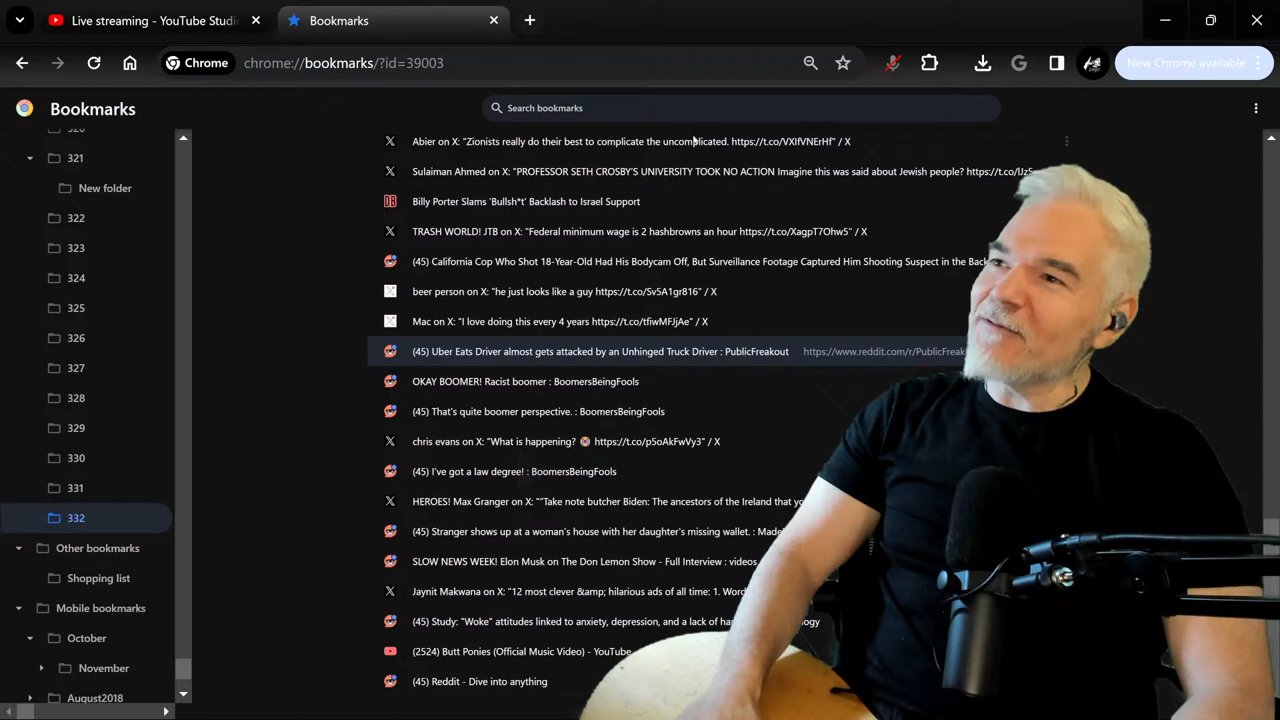 Live streaming - YouTube Studio
Bookmarks
Chrome
chrome://bookmarks/?id=39003
New Chrome available
Bookmarks
Search bookmarks
320
321
New folder
322
323
324
325
326
327
328
329
330
331
332
Other bookmarks
Shopping list
Mobile bookmarks
October
November
August2018
Abier on X: "Zionists really do their best to complicate the uncomplicated. https://t.co/VXIfVNErHf" / X
Sulaiman Ahmed on X: "PROFESSOR SETH CROSBY'S UNIVERSITY TOOK NO ACTION Imagine this was said about Jewish people? https://t.co/IJz5
Billy Porter Slams 'Bullsh*t' Backlash to Israel Support
TRASH WORLD! JTB on X: "Federal minimum wage is 2 hashbrowns an hour https://t.co/XagpT7Ohw5" / X
(45) California Cop Who Shot 18-Year-Old Had His Bodycam Off, But Surveillance Footage Captured Him Shooting Suspect in the Back
beer person on X: "he just looks like a guy https://t.co/Sv5A1gr816" / X
Mac on X: "I love doing this every 4 years https://t.co/tfiwMFJjAe" / X
(45) Uber Eats Driver almost gets attacked by an Unhinged Truck Driver : PublicFreakout https://www.reddit.com/r/PublicFreak
OKAY BOOMER! Racist boomer : BoomersBeingFools
(45) That's quite boomer perspective. : BoomersBeingFools
chris evans on X: "What is happening? https://t.co/p5oAkFwVy3" / X
(45) I've got a law degree! : BoomersBeingFools
HEROES! Max Granger on X: ""Take note butcher Biden: The ancestors of the Ireland that yo
(45) Stranger shows up at a woman's house with her daughter's missing wallet. : Made
SLOW NEWS WEEK! Elon Musk on The Don Lemon Show - Full Interview : videos
Jaynit Makwana on X: "12 most clever &amp; hilarious ads of all time: 1. Word
(45) Study: "Woke" attitudes linked to anxiety, depression, and a lack of ha ology
(2524) Butt Ponies (Official Music Video) - YouTube
(45) Reddit - Dive into anything